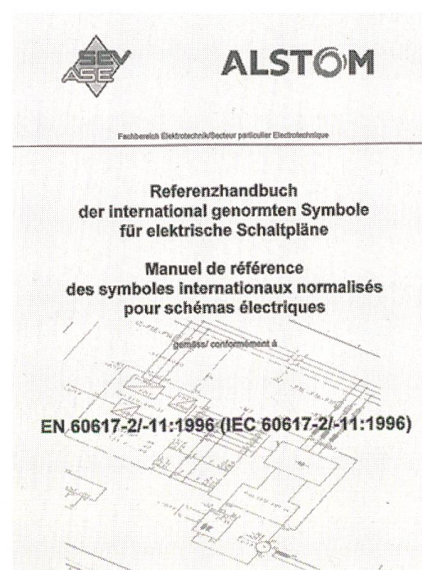 SEV
ASE
ALSTOM
Fachbereich Elektrotechnik/Secteur particulier Electrotechnique
Referenzhandbuch
der international genormten Symbole
für elektrische Schaltpläne
Manuel de référence
des symboles internationaux normalisés
pour schémas électriques
gemäss/ conformément à
EN 60617-2/-11:1996 (IEC 60617-2/-11:1996)